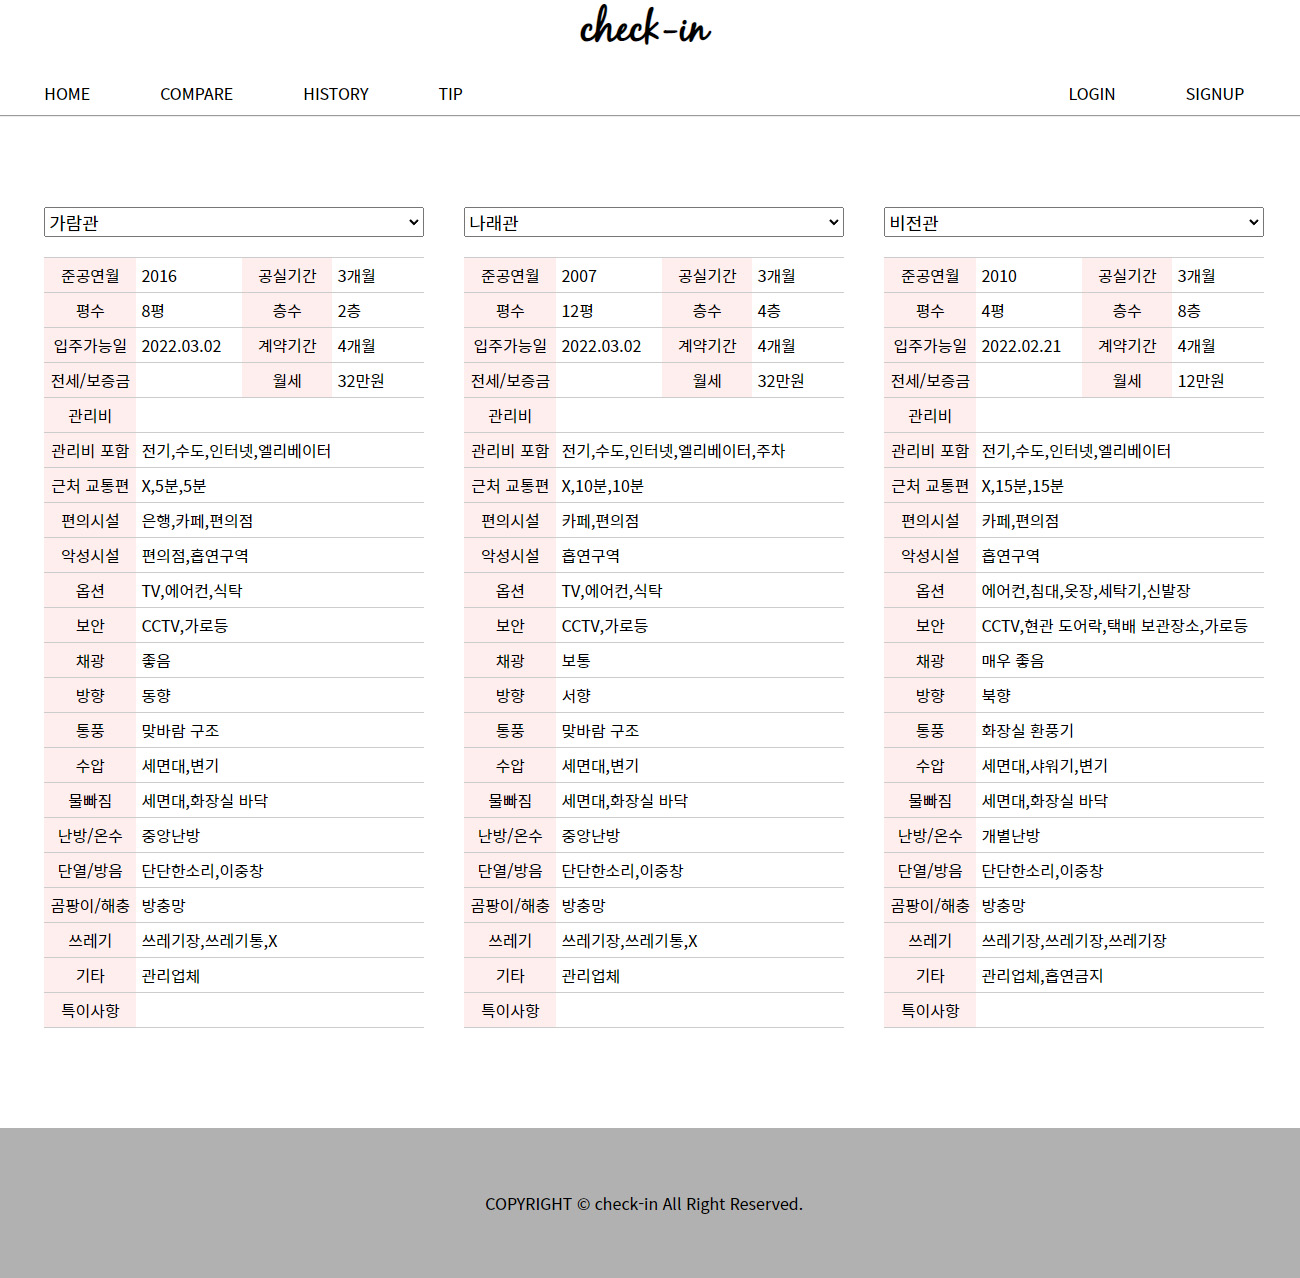 check-in
HOME COMPARE HISTORY TIP LOGIN SIGNUP
가람관
준공연월 2016 공실기간 3개월
평수 8평 층수 2층
입주가능일 2022.03.02 계약기간 4개월
전세/보증금 월세 32만원
관리비
관리비 포함 전기,수도,인터넷,엘리베이터
근처 교통편 X,5분,5분
편의시설 은행,카페,편의점
악성시설 편의점,흡연구역
옵션 TV,에어컨,식탁
보안 CCTV,가로등
채광 좋음
방향 동향
통풍 맞바람 구조
수압 세면대,변기
물빠짐 세면대,화장실 바닥
난방/온수 중앙난방
단열/방음 단단한소리,이중창
곰팡이/해충 방충망
쓰레기 쓰레기장,쓰레기통,X
기타 관리업체
특이사항
나래관
준공연월 2007 공실기간 3개월
평수 12평 층수 4층
입주가능일 2022.03.02 계약기간 4개월
전세/보증금 월세 32만원
관리비
관리비 포함 전기,수도,인터넷,엘리베이터,주차
근처 교통편 X,10분,10분
편의시설 카페,편의점
악성시설 흡연구역
옵션 TV,에어컨,식탁
보안 CCTV,가로등
채광 보통
방향 서향
통풍 맞바람 구조
수압 세면대,변기
물빠짐 세면대,화장실 바닥
난방/온수 중앙난방
단열/방음 단단한소리,이중창
곰팡이/해충 방충망
쓰레기 쓰레기장,쓰레기통,X
기타 관리업체
특이사항
비전관
준공연월 2010 공실기간 3개월
평수 4평 층수 8층
입주가능일 2022.02.21 계약기간 4개월
전세/보증금 월세 12만원
관리비
관리비 포함 전기,수도,인터넷,엘리베이터
근처 교통편 X,15분,15분
편의시설 카페,편의점
악성시설 흡연구역
옵션 에어컨,침대,옷장,세탁기,신발장
보안 CCTV,현관 도어락,택배 보관장소,가로등
채광 매우 좋음
방향 북향
통풍 화장실 환풍기
수압 세면대,샤워기,변기
물빠짐 세면대,화장실 바닥
난방/온수 개별난방
단열/방음 단단한소리,이중창
곰팡이/해충 방충망
쓰레기 쓰레기장,쓰레기장,쓰레기장
기타 관리업체,흡연금지
특이사항
COPYRIGHT © check-in All Right Reserved.